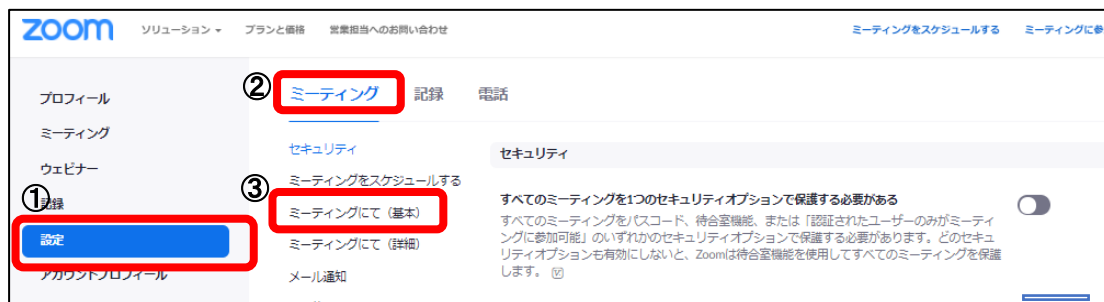 zoom ソリューション プランと価格 営業担当へのお問い合わせ ミーティングをスケジュールする ミーティングに参
プロフィール
ミーティング
ウェビナー
①
記録
設定
アカウントプロフィール
②
ミーティング 記録 電話
セキュリティ
ミーティングをスケジュールする
③
ミーティングにて（基本）
ミーティングにて（詳細）
メール通知
セキュリティ
すべてのミーティングを1つのセキュリティオプションで保護する必要がある
すべてのミーティングをパスコード、待合室機能、または「認証されたユーザーのみがミーティ
ングに参加可能」のいずれかのセキュリティオプションで保護する必要があります。どのセキュ
リティオプションも有効にしないと、Zoomは待合室機能を使用してすべてのミーティングを保護
します。